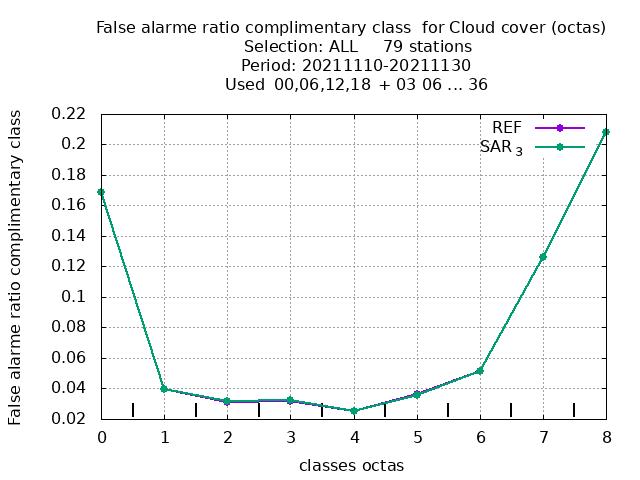 False alarme ratio complimentary class  for Cloud cover (octas)
Selection: ALL     79 stations
Period: 20211110-20211130
Used  00,06,12,18  + 03 06 ... 36
False alarme ratio complimentary class
0.22
0.2
0.18
0.16
0.14
0.12
0.1
0.08
0.06
0.04
0.02
REF
SAR 3
0 1 2 3 4 5 6 7 8
classes octas